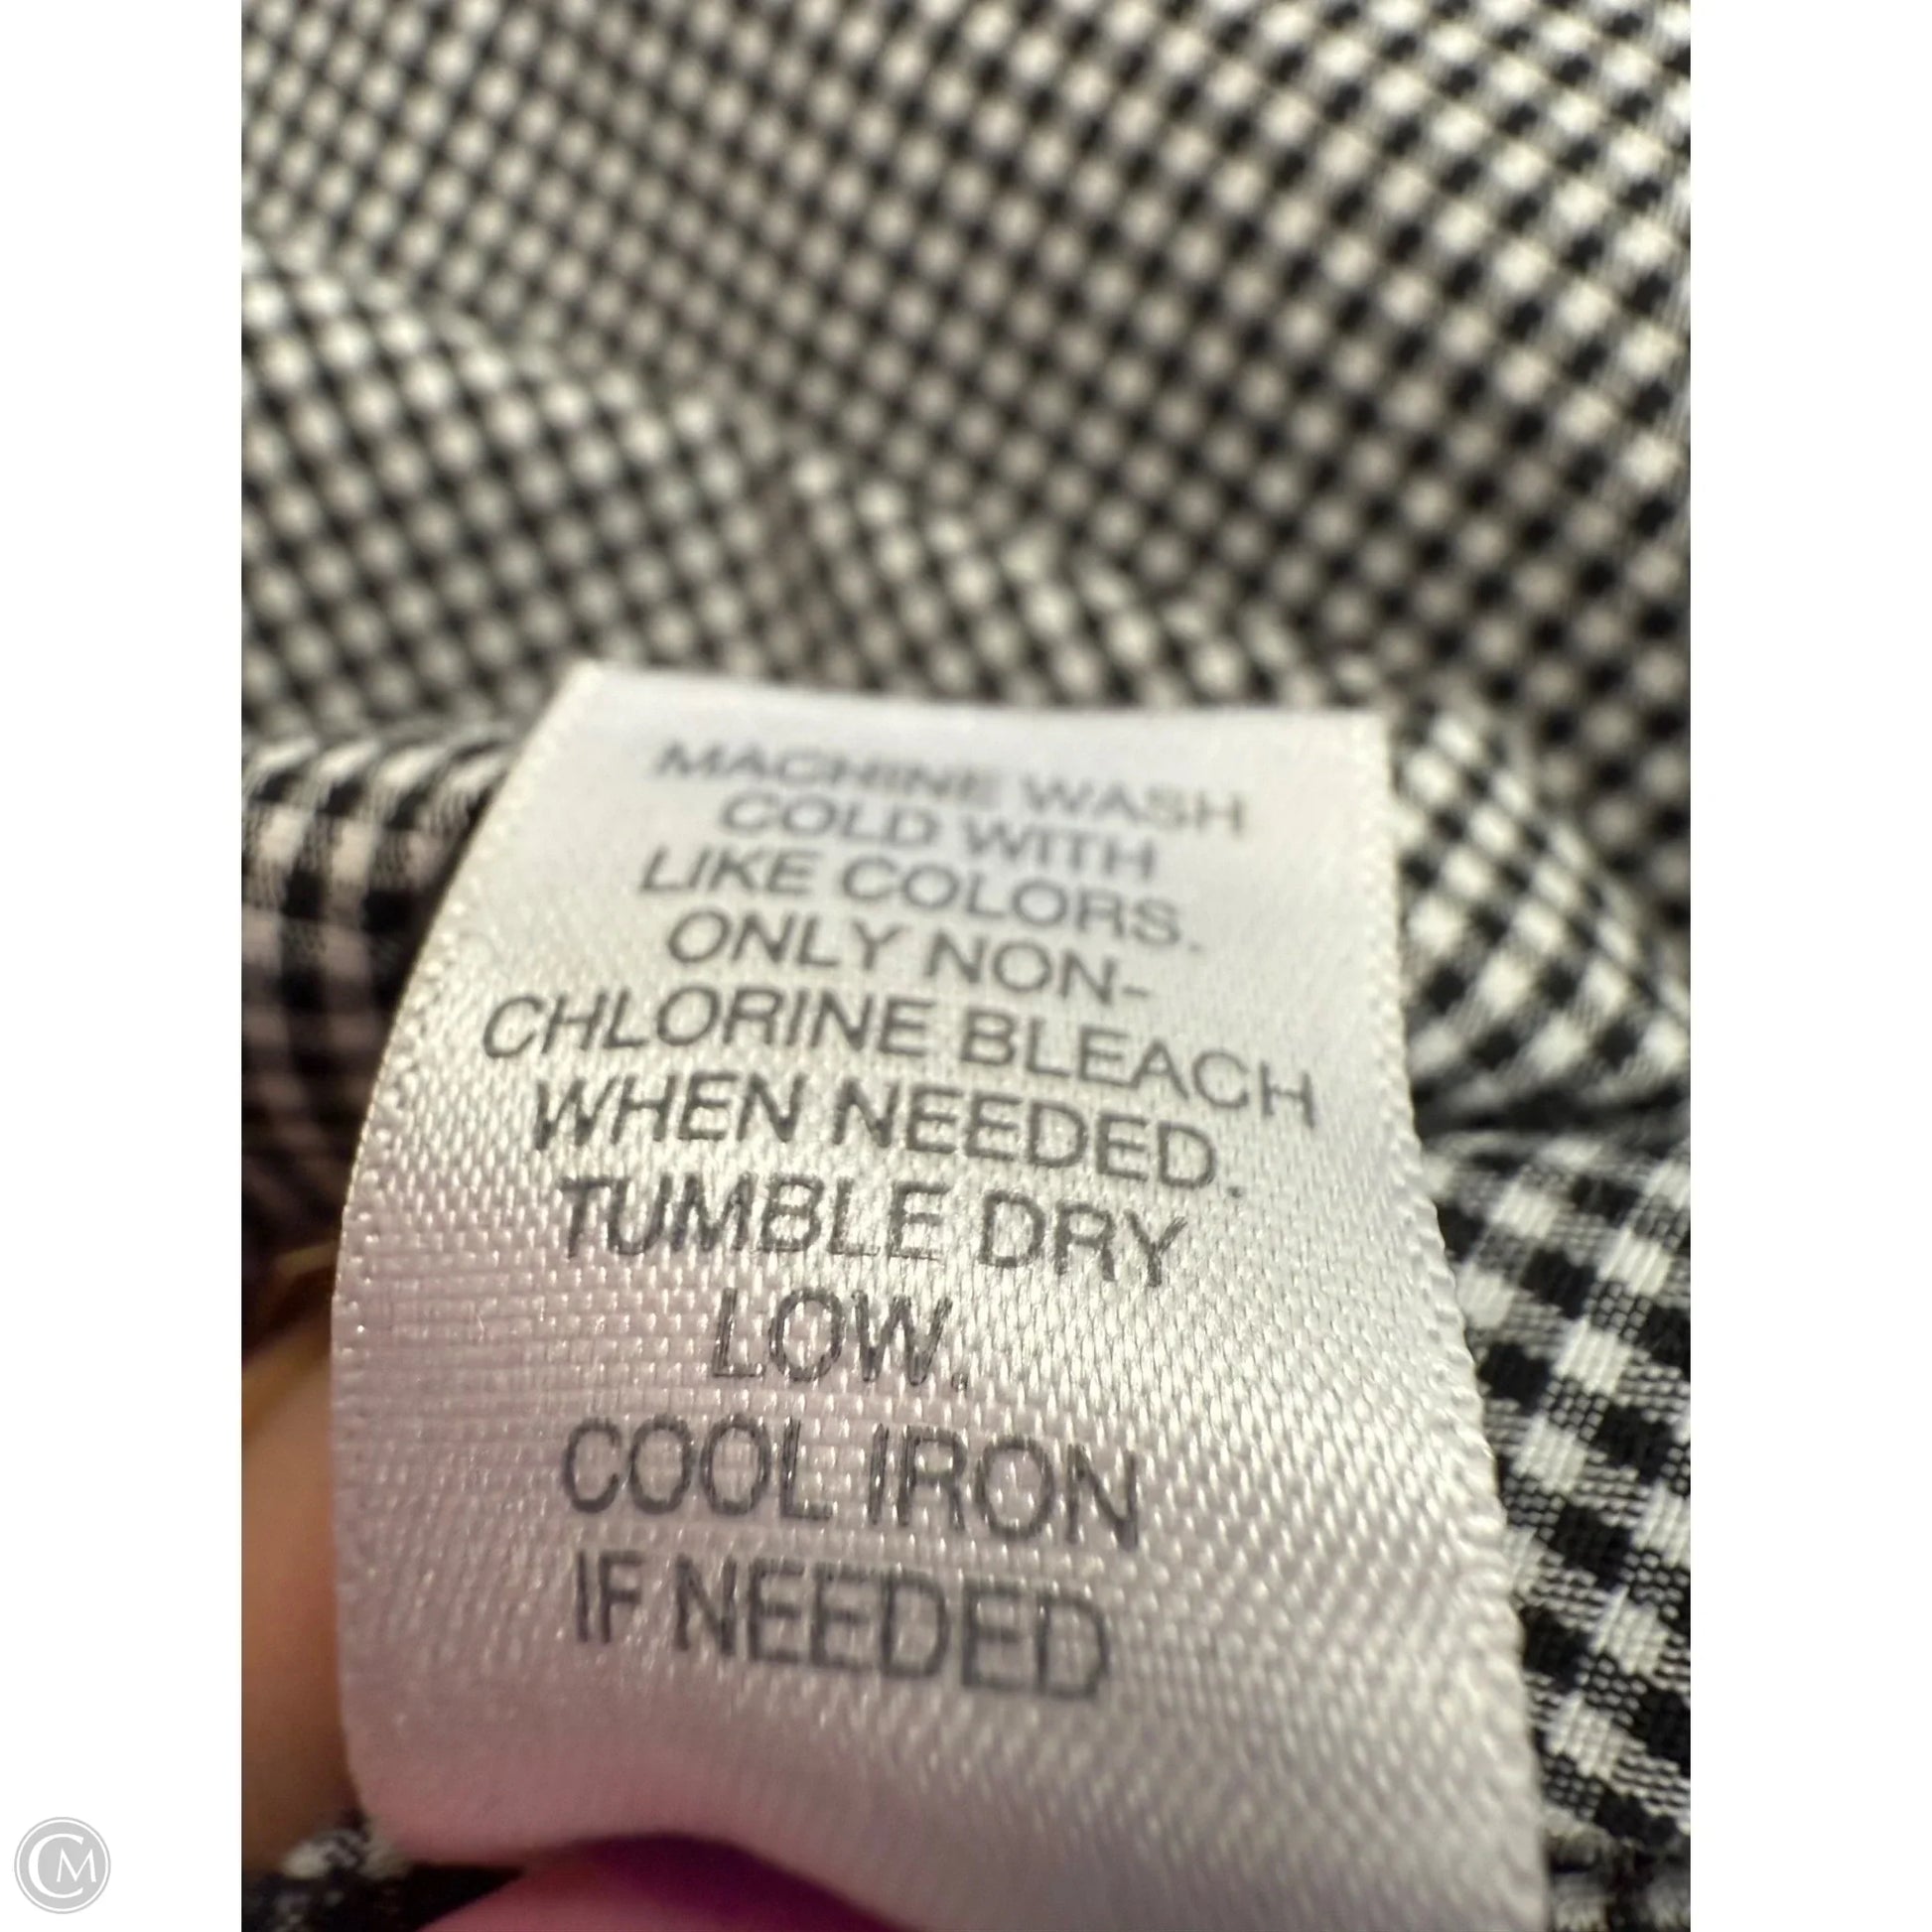 MACHINE WASH
COLD WITH
LIKE COLORS.
ONLY NON-
CHLORINE BLEACH
WHEN NEEDED.
TUMBLE DRY
LOW.
COOL IRON
IF NEEDED
CM